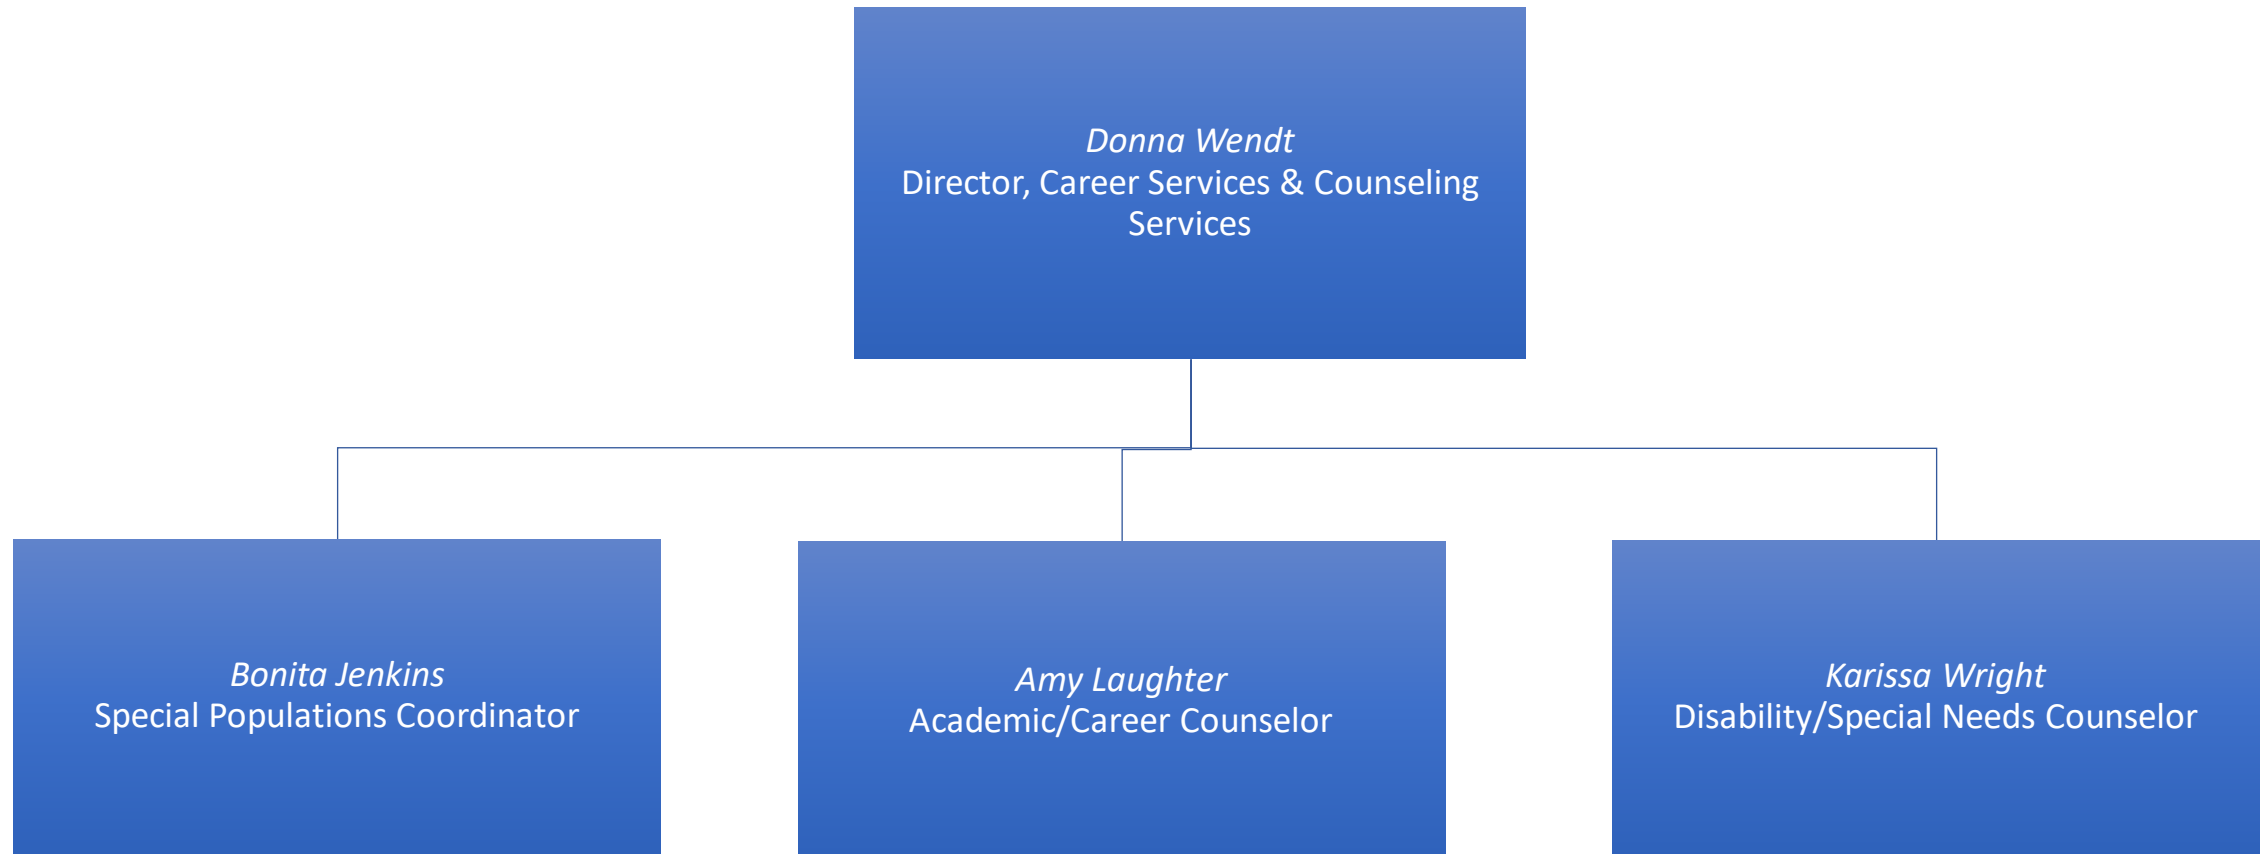 Donna Wendt
Director, Career Services & Counseling
Services
Bonita Jenkins
Special Populations Coordinator
Amy Laughter
Academic/Career Counselor
Karissa Wright
Disability/Special Needs Counselor